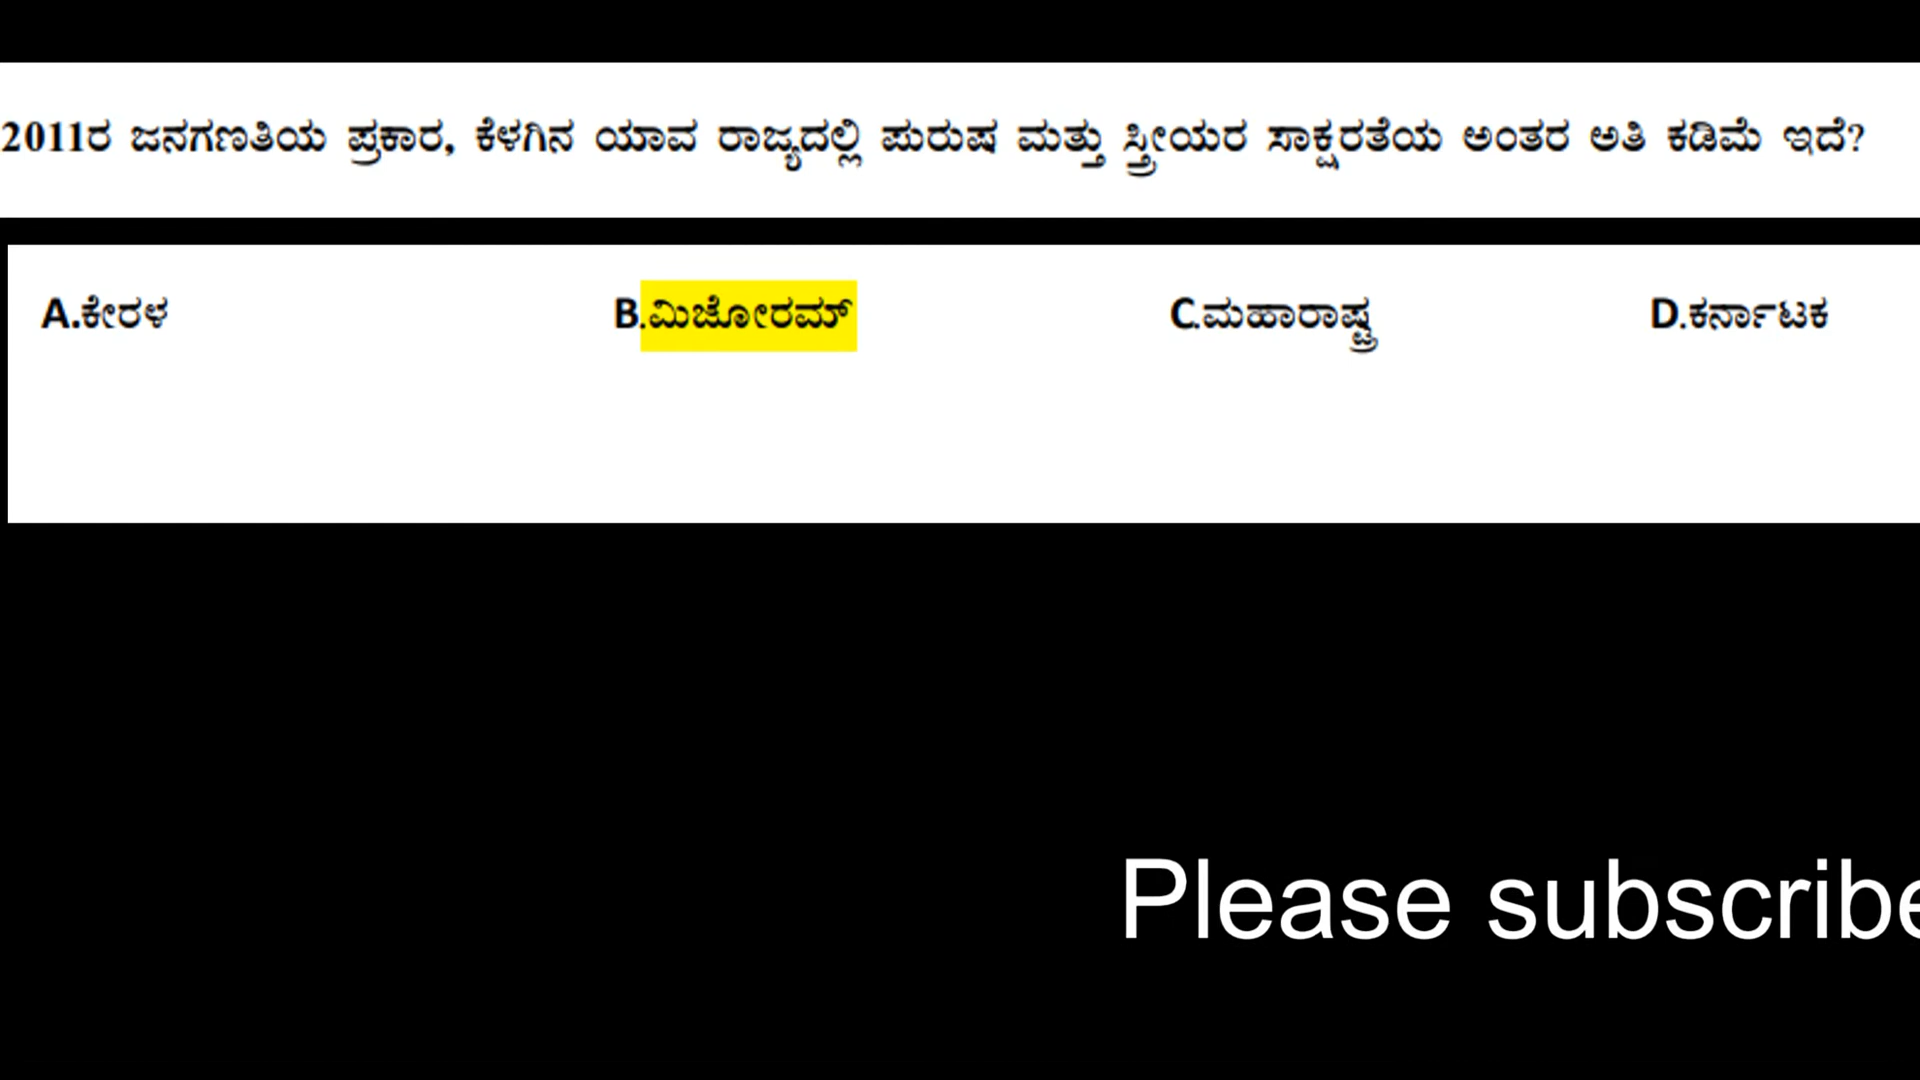 2011ರ ಜನಗಣತಿಯ ಪ್ರಕಾರ, ಕೆಳಗಿನ ಯಾವ ರಾಜ್ಯದಲ್ಲಿ ಪುರುಷ ಮತ್ತು ಸ್ತ್ರೀಯರ ಸಾಕ್ಷರತೆಯ ಅಂತರ ಅತಿ ಕಡಿಮೆ ಇದೆ?
A.ಕೇರಳ B.ಮಿಜೋರಮ್ C.ಮಹಾರಾಷ್ಟ್ರ D.ಕರ್ನಾಟಕ
Please subscribe